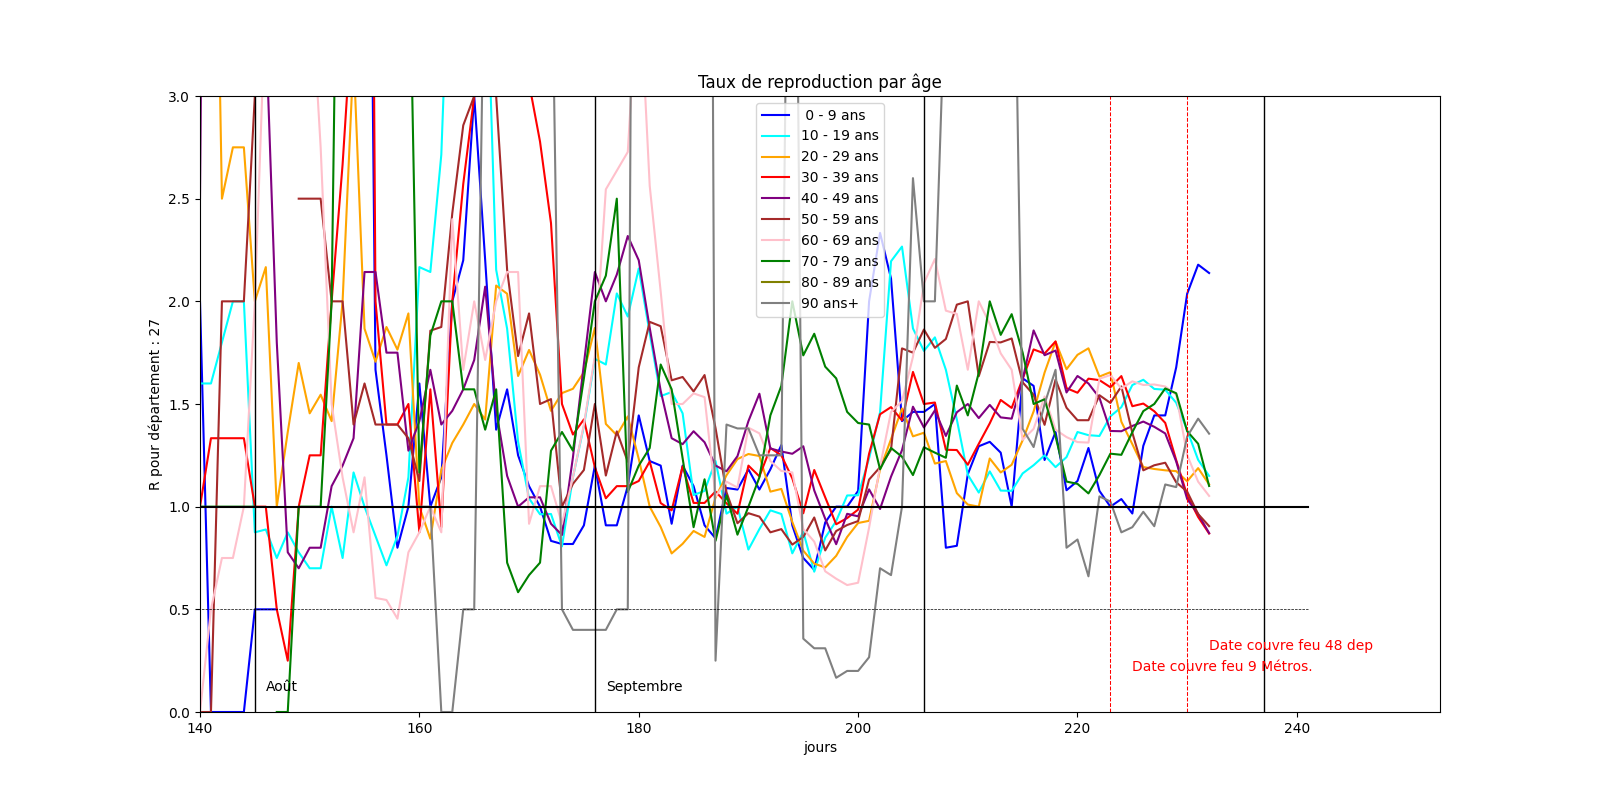 Taux de reproduction par âge
3.0
2.5
2.0
1.5
1.0
0.5
0.0
R pour département : 27
0 - 9 ans
10 - 19 ans
20 - 29 ans
30 - 39 ans
40 - 49 ans
50 - 59 ans
60 - 69 ans
70 - 79 ans
80 - 89 ans
90 ans+
Date couvre feu 48 dep
Date couvre feu 9 Métros.
Août
Septembre
140
160
180
200
220
240
jours